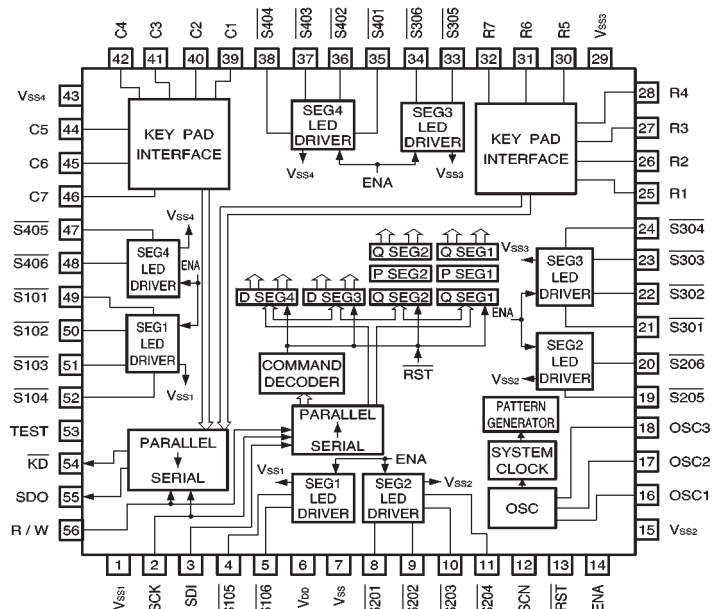 C4 C3 C2 C1 S404 S403 S402 S401 S306 S305 R7 R6 R5 VSS3
42 41 40 39 38 37 36 35 34 33 32 31 30 29
VSS4 43
C5 44
C6 45
C7 46
S405 47
S406 48
S101 49
S102 50
S103 51
S104 52
TEST 53
KD 54
SDO 55
R / W 56
KEY PAD
INTERFACE
SEG4
LED
DRIVER
SEG3
LED
DRIVER
VSS4
ENA
VSS3
KEY PAD
INTERFACE
28 R4
27 R3
26 R2
25 R1
24 S304
23 S303
22 S302
21 S301
20 S206
19 S205
18 OSC3
17 OSC2
16 OSC1
15 VSS2
VSS4
SEG4
LED
DRIVER
ENA
SEG1
LED
DRIVER
VSS1
Q SEG2 Q SEG1
P SEG2 P SEG1
D SEG4 D SEG3 Q SEG2 Q SEG1
VSS3
SEG3
LED
DRIVER
ENA
SEG2
LED
DRIVER
VSS2
COMMAND
DECODER
RST
PARALLEL
SERIAL
PARALLEL
SERIAL
PATTERN
GENERATOR
SYSTEM
CLOCK
OSC
ENA
VSS1
SEG1
LED
DRIVER
SEG2
LED
DRIVER
VSS2
1 2 3 4 5 6 7 8 9 10 11 12 13 14
VSS1 SCK SDI S105 S106 VDD VSS S201 S202 S203 S204 SCN RST ENA